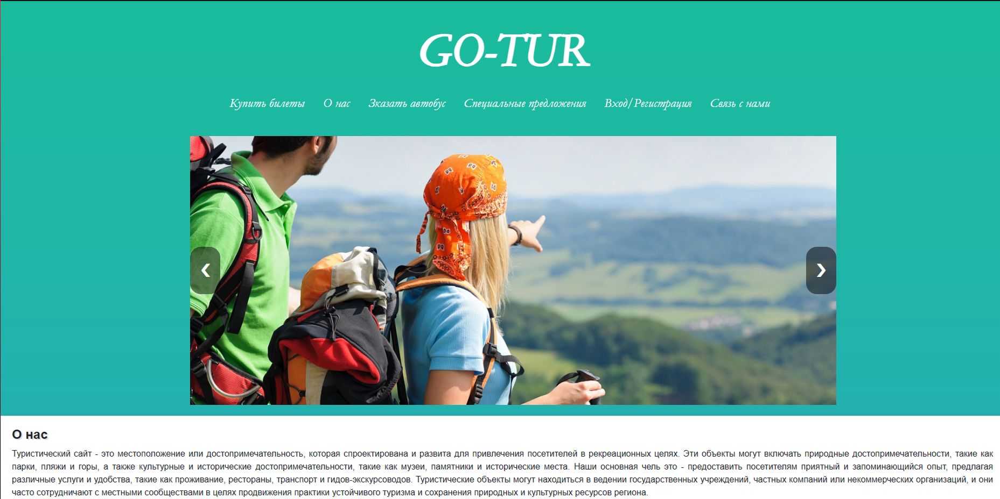 GO-TUR
Купить билеты О нас Зказать автобус Специальные предложения Вход/Регистрация Связь с нами
❮ ❯
О нас
Туристический сайт - это местоположение или достопримечательность, которая спроектирована и развита для привлечения посетителей в рекреационных целях. Эти объекты могут включать природные достопримечательности, такие как
парки, пляжи и горы, а также культурные и исторические достопримечательности, такие как музеи, памятники и исторические места. Наши основная чель это - предоставить посетителям приятный и запоминающийся опыт, предлагая
различные услуги и удобства, такие как проживание, рестораны, транспорт и гидов-экскурсоводов. Туристические объекты могут находиться в ведении государственных учреждений, частных компаний или некоммерческих организаций, и они
часто сотрудничают с местными сообществами в целях продвижения практики устойчивого туризма и сохранения природных и культурных ресурсов региона.